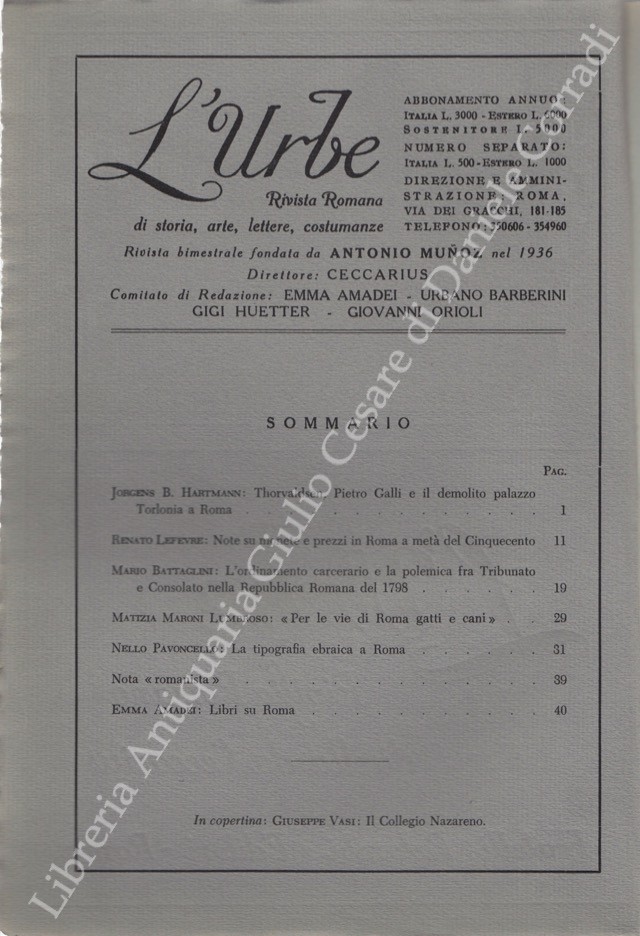 L'Urbe
Rivista Romana
di storia, arte, lettere, costumanze
ABBONAMENTO ANNUO:
ITALIA L. 3000 - ESTERO L. 6000
SOSTENITORE L. 5000
NUMERO SEPARATO:
ITALIA L. 500 - ESTERO L. 1000
DIREZIONE E AMMINI-
STRAZIONE: ROMA,
VIA DEI GRACCHI, 181-185
TELEFONO: 350606 - 354960
Rivista bimestrale fondata da ANTONIO MUÑOZ nel 1936
Direttore: CECCARIUS
Comitato di Redazione: EMMA AMADEI - URBANO BARBERINI
GIGI HUETTER - GIOVANNI ORIOLI
SOMMARIO
PAG.
JORGENS B. HARTMANN: Thorvaldsen, Pietro Galli e il demolito palazzo
Torlonia a Roma . . . . . . . . . . . . . . 1
RENATO LEFEVRE: Note su monete e prezzi in Roma a metà del Cinquecento 11
MARIO BATTAGLINI: L'ordinamento carcerario e la polemica fra Tribunato
e Consolato nella Repubblica Romana del 1798 . . . . . 19
MATIZIA MARONI LUMBROSO: «Per le vie di Roma gatti e cani» . . 29
NELLO PAVONCELLO: La tipografia ebraica a Roma . . . . . . 31
Nota «romanista» . . . . . . . . . . . . . . 39
EMMA AMADEI: Libri su Roma . . . . . . . . . . . 40
In copertina: GIUSEPPE VASI: Il Collegio Nazareno.
Libreria Antiquaria Giulio Cesare di Daniele Corradi